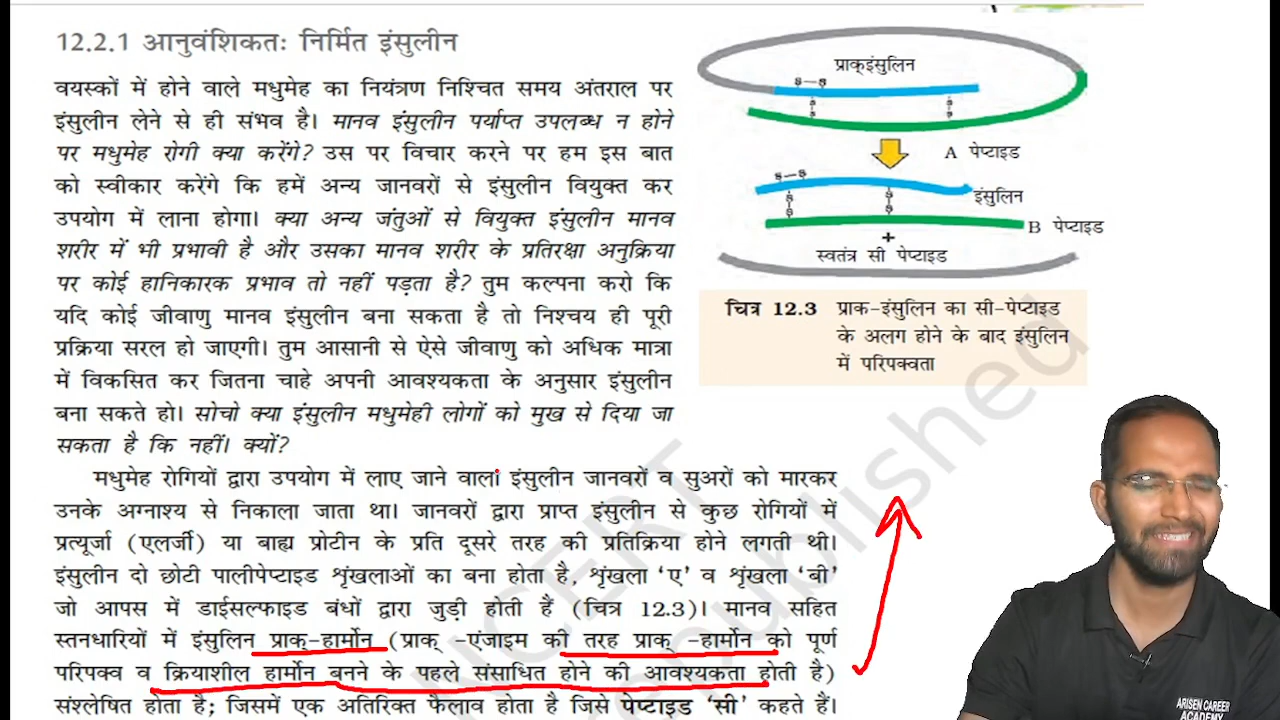 12.2.1 आनुवंशिकतः निर्मित इंसुलीन
वयस्कों में होने वाले मधुमेह का नियंत्रण निश्चित समय अंतराल पर
इंसुलीन लेने से ही संभव है। मानव इंसुलीन पर्याप्त उपलब्ध न होने
पर मधुमेह रोगी क्या करेंगे? उस पर विचार करने पर हम इस बात
को स्वीकार करेंगे कि हमें अन्य जानवरों से इंसुलीन वियुक्त कर
उपयोग में लाना होगा। क्या अन्य जंतुओं से वियुक्त इंसुलीन मानव
शरीर में भी प्रभावी है और उसका मानव शरीर के प्रतिरक्षा अनुक्रिया
पर कोई हानिकारक प्रभाव तो नहीं पड़ता है? तुम कल्पना करो कि
यदि कोई जीवाणु मानव इंसुलीन बना सकता है तो निश्चय ही पूरी
प्रक्रिया सरल हो जाएगी। तुम आसानी से ऐसे जीवाणु को अधिक मात्रा
में विकसित कर जितना चाहे अपनी आवश्यकता के अनुसार इंसुलीन
बना सकते हो। सोचो क्या इंसुलीन मधुमेही लोगों को मुख से दिया जा
सकता है कि नहीं। क्यों?
मधुमेह रोगियों द्वारा उपयोग में लाए जाने वाला इंसुलीन जानवरों व सुअरों को मारकर
उनके अग्नाश्य से निकाला जाता था। जानवरों द्वारा प्राप्त इंसुलीन से कुछ रोगियों में
प्रत्यूर्जा (एलर्जी) या बाह्य प्रोटीन के प्रति दूसरे तरह की प्रतिक्रिया होने लगती थी।
इंसुलीन दो छोटी पालीपेप्टाइड शृंखलाओं का बना होता है, शृंखला ‘ए’ व शृंखला ‘बी’
जो आपस में डाईसल्फाइड बंधों द्वारा जुड़ी होती हैं (चित्र 12.3)। मानव सहित
स्तनधारियों में इंसुलिन प्राक्-हार्मोन (प्राक् -एंजाइम की तरह प्राक् -हार्मोन को पूर्ण
परिपक्व व क्रियाशील हार्मोन बनने के पहले संसाधित होने की आवश्यकता होती है)
संश्लेषित होता है; जिसमें एक अतिरिक्त फैलाव होता है जिसे पेप्टाइड ‘सी’ कहते हैं।
प्राक्इंसुलिन
S—S
S
S
S
S
A पेप्टाइड
S—S
S
S
S
S
इंसुलिन
B पेप्टाइड
+
स्वतंत्र सी पेप्टाइड
चित्र 12.3 प्राक-इंसुलिन का सी-पेप्टाइड
के अलग होने के बाद इंसुलिन
में परिपक्वता
NCERT
published
ARISEN CAREER
ACADEMY